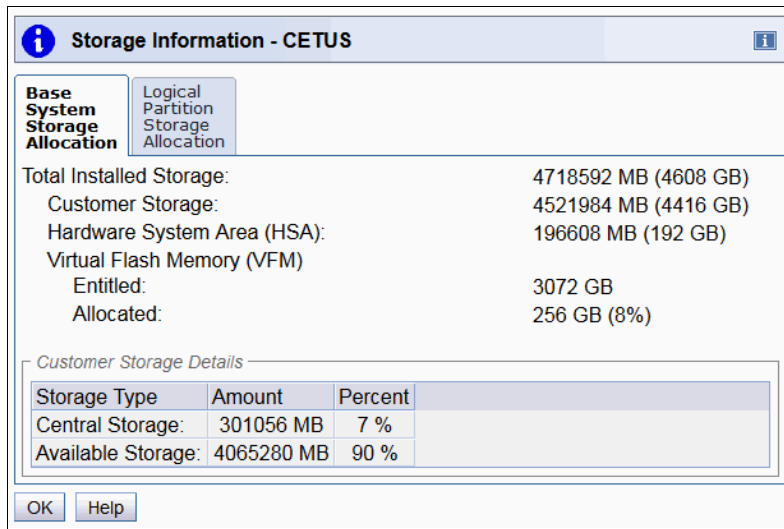 Storage Information - CETUS
Base
System
Storage
Allocation
Logical
Partition
Storage
Allocation
Total Installed Storage: 4718592 MB (4608 GB)
Customer Storage: 4521984 MB (4416 GB)
Hardware System Area (HSA): 196608 MB (192 GB)
Virtual Flash Memory (VFM)
Entitled: 3072 GB
Allocated: 256 GB (8%)
Customer Storage Details
Storage Type Amount Percent
Central Storage: 301056 MB 7 %
Available Storage: 4065280 MB 90 %
OK Help